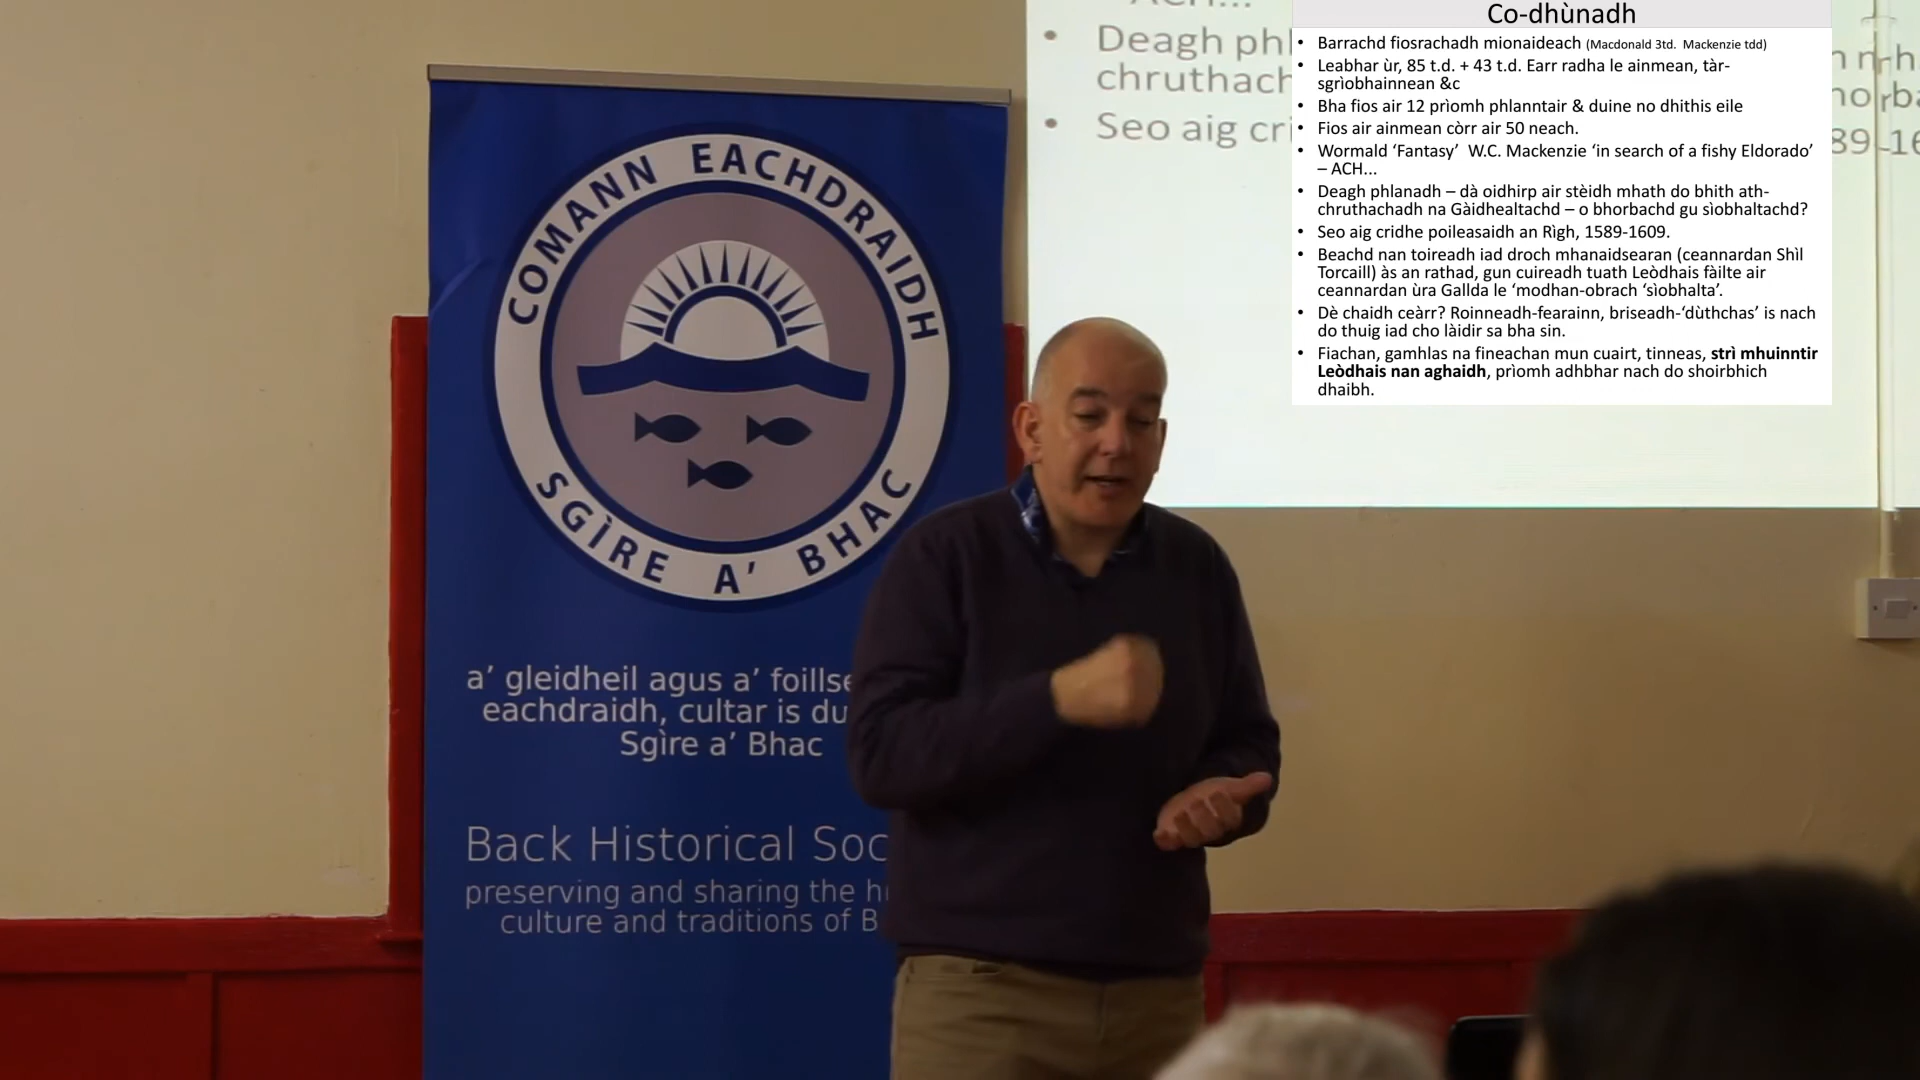 COMANN EACHDRAIDH
SGÌRE A’ BHAC
a’ gleidheil agus a’
eachdraidh, cultar is
Sgìre a’ Bhac
Back Historical
preserving and sharing the
culture and traditions of
Deagh
Seo aig
Co-dhùnadh
• Barrachd fiosrachadh mionaideach (Macdonald 3td. Mackenzie tdd)
• Leabhar ùr, 85 t.d. + 43 t.d. Earr radha le ainmean, tàr-
sgrìobhainnean &c
• Bha fios air 12 prìomh phlanntair & duine no dhithis eile
• Fios air ainmean còrr air 50 neach.
• Wormald ‘Fantasy’ W.C. Mackenzie ‘in search of a fishy Eldorado’
– ACH...
• Deagh phlanadh – dà oidhirp air stèidh mhath do bhith ath-
chruthachadh na Gàidhealtachd – o bhorbachd gu sìobhaltachd?
• Seo aig cridhe poileasaidh an Rìgh, 1589-1609.
• Beachd nan toireadh iad droch mhanaidsearan (ceannardan Shìl
Torcaill) às an rathad, gun cuireadh tuath Leòdhais fàilte air
ceannardan ùra Gallda le ‘modhan-obrach ‘sìobhalta’.
• Dè chaidh ceàrr? Roinneadh-fearainn, briseadh-‘dùthchas’ is nach
do thuig iad cho làidir sa bha sin.
• Fiachan, gamhlas na fineachan mun cuairt, tinneas, strì mhuinntir
Leòdhais nan aghaidh, prìomh adhbhar nach do shoirbhich
dhaibh.